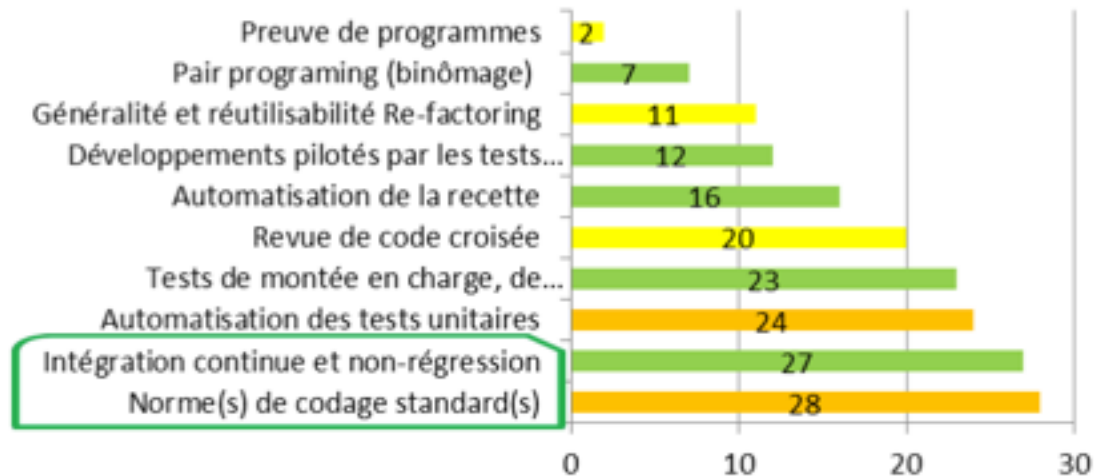 Preuve de programmes 2
Pair programing (binômage) 7
Généralité et réutilisabilité Re-factoring 11
Développements pilotés par les tests... 12
Automatisation de la recette 16
Revue de code croisée 20
Tests de montée en charge, de... 23
Automatisation des tests unitaires 24
Intégration continue et non-régression 27
Norme(s) de codage standard(s) 28
0 10 20 30